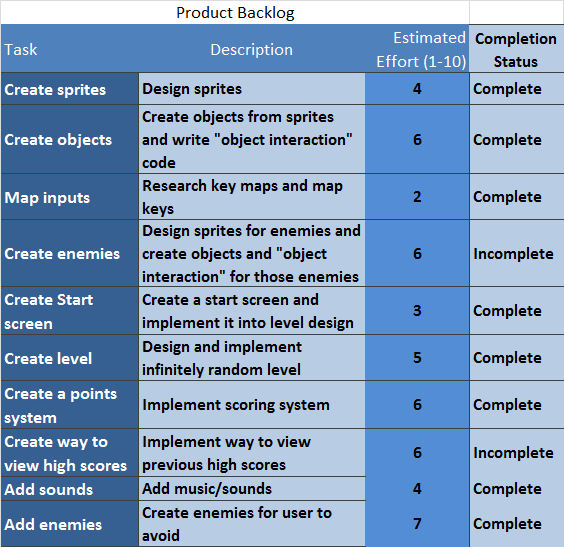 Product Backlog
Task Description Estimated Effort (1-10) Completion Status
Create sprites Design sprites 4 Complete
Create objects Create objects from sprites and write "object interaction" code 6 Complete
Map inputs Research key maps and map keys 2 Complete
Create enemies Design sprites for enemies and create objects and "object interaction" for those enemies 6 Incomplete
Create Start screen Create a start screen and implement it into level design 3 Complete
Create level Design and implement infinitely random level 5 Complete
Create a points system Implement scoring system 6 Complete
Create way to view high scores Implement way to view previous high scores 6 Incomplete
Add sounds Add music/sounds 4 Complete
Add enemies Create enemies for user to avoid 7 Complete